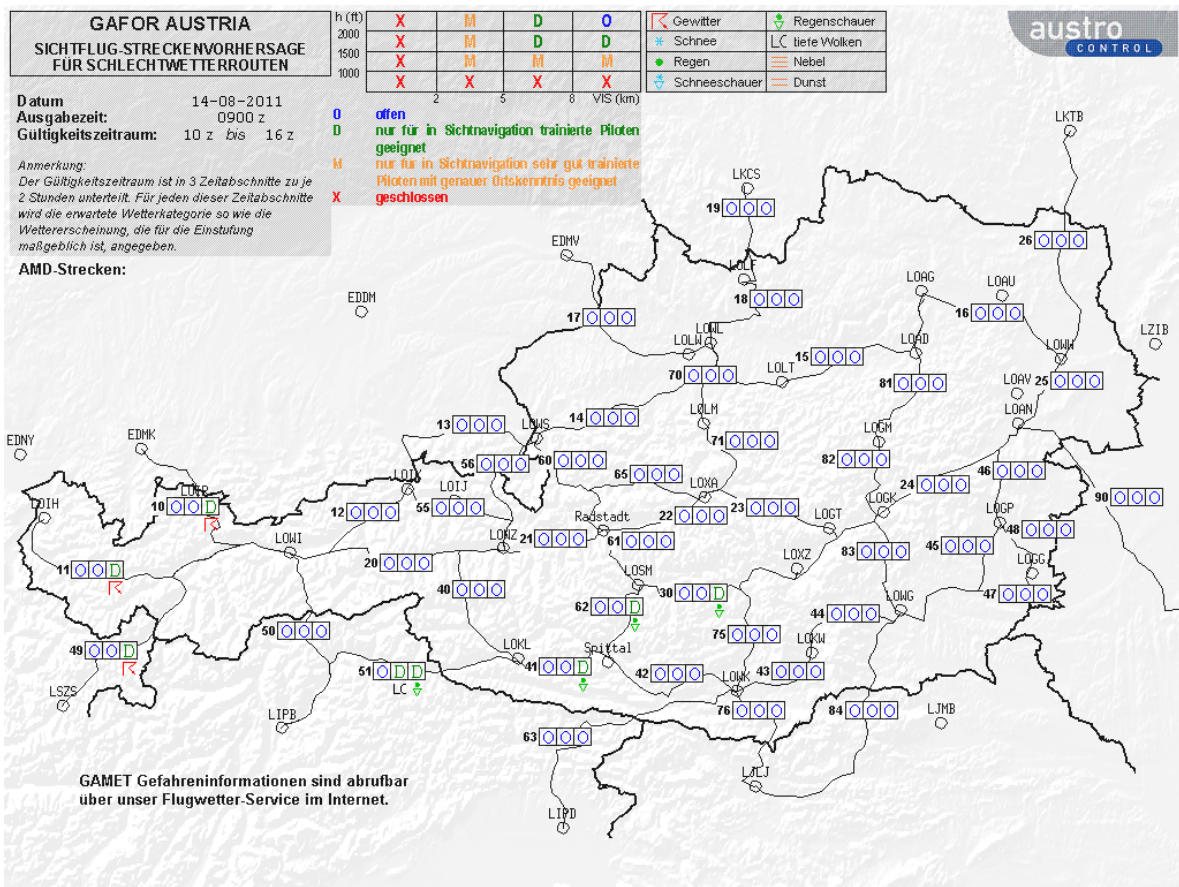 GAFOR AUSTRIA
SICHTFLUG-STRECKENVORHERSAGE
FÜR SCHLECHTWETTERROUTEN
h (ft)
2000
1500
1000
X M D O
X M D D
X M M M
X X X X
2 5 8 VIS (km)
Gewitter
Schnee
Regen
Schneeschauer
Regenschauer
LC tiefe Wolken
Nebel
Dunst
austro
CONTROL
Datum 14-08-2011
Ausgabezeit: 0900 z
Gültigkeitszeitraum: 10 z bis 16 z
Anmerkung:
Der Gültigkeitszeitraum ist in 3 Zeitabschnitte zu je
2 Stunden unterteilt. Für jeden dieser Zeitabschnitte
wird die erwartete Wetterkategorie so wie die
Wettererscheinung, die für die Einstufung
maßgeblich ist, angegeben.
O offen
D nur für in Sichtnavigation trainierte Piloten
geeignet
M nur für in Sichtnavigation sehr gut trainierte
Piloten mit genauer Ortskenntnis geeignet
X geschlossen
AMD-Strecken:
LKTB
LKCS
19 O O O
26 O O O
EDMV
LOLF
EDDM
18 O O O
LOAG
LOAU
16 O O O
17 O O O
LOLW
LOWL
LOAD
LOWW
LZIB
15 O O O
70 O O O
LOLT
81 O O O
25 O O O
LOAV
14 O O O
LOLM
LOAN
13 O O O
LOWS
EDNY
EDMK
71 O O O
LOGM
56 O O O
60 O O O
82 O O O
65 O O O
46 O O O
LOIK
LOIJ
24 O O O
90 O O O
LOIH
LOIR
10 O O D
12 O O O
55 O O O
LOXA
22 O O O
23 O O O
LOGK
LOGP
Radstadt
LOGT
48 O O O
LOWI
LONZ
21 O O O
61 O O O
83 O O O
45 O O O
11 O O D
20 O O O
LOXZ
LOGG
40 O O O
LOSM
30 O O D
47 O O O
62 O O D
44 O O O
LOWG
50 O O O
75 O O O
49 O O D
LOKL
Spittal
LOKW
51 O D D
LC
41 O O D
42 O O O
43 O O O
LSZS
LOWK
LIPB
76 O O O
84 O O O
LJMB
63 O O O
LJLJ
LIPD
GAMET Gefahreninformationen sind abrufbar
über unser Flugwetter-Service im Internet.